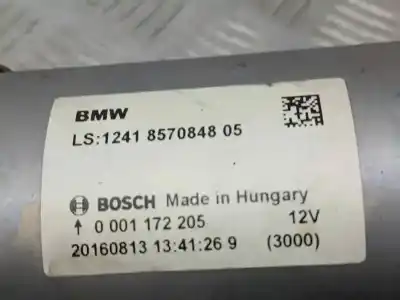 BMW
LS:1241 8570848 05
BOSCH Made in Hungary
↑ 0 001 172 205 12V
20160813 13:41:26 9 (3000)